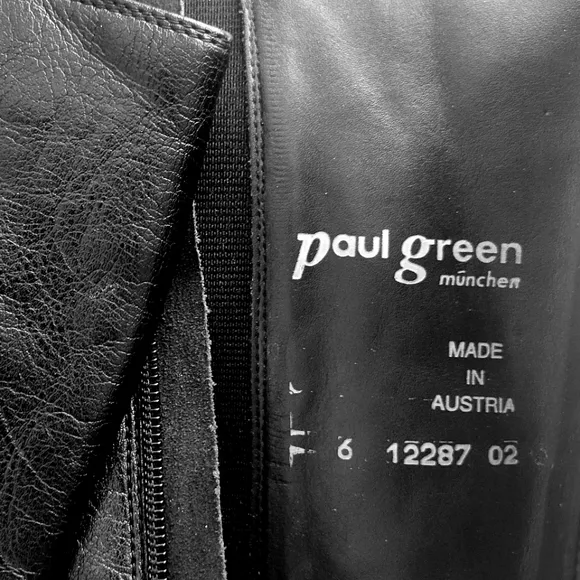 paul green
münchen
MADE
IN
AUSTRIA
6 12287 02